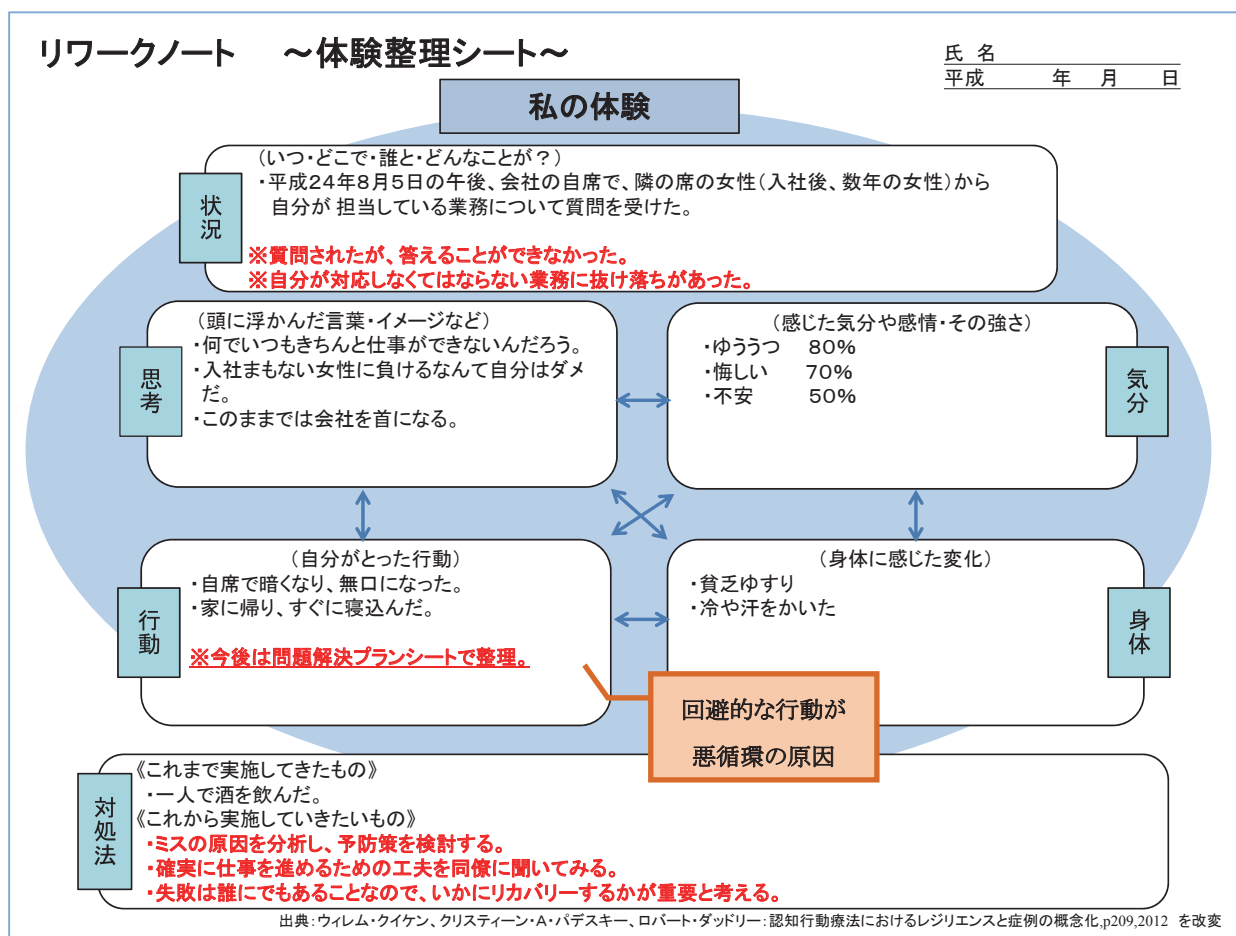 リワークノート　～体験整理シート～
氏 名
平成　　　年　月　　日
私の体験
状況
（いつ・どこで・誰と・どんなことが？）
・平成２４年８月５日の午後、会社の自席で、隣の席の女性（入社後、数年の女性）から
自分が 担当している業務について質問を受けた。
※質問されたが、答えることができなかった。
※自分が対応しなくてはならない業務に抜け落ちがあった。
思考
（頭に浮かんだ言葉・イメージなど）
・何でいつもきちんと仕事ができないんだろう。
・入社まもない女性に負けるなんて自分はダメ
だ。
・このままでは会社を首になる。
気分
（感じた気分や感情・その強さ）
・ゆううつ　８０％
・悔しい　７０％
・不安　　５０％
行動
（自分がとった行動）
・自席で暗くなり、無口になった。
・家に帰り、すぐに寝込んだ。
※今後は問題解決プランシートで整理。
身体
（身体に感じた変化）
・貧乏ゆすり
・冷や汗をかいた
回避的な行動が
悪循環の原因
対処法
《これまで実施してきたもの》
・一人で酒を飲んだ。
《これから実施していきたいもの》
・ミスの原因を分析し、予防策を検討する。
・確実に仕事を進めるための工夫を同僚に聞いてみる。
・失敗は誰にでもあることなので、いかにリカバリーするかが重要と考える。
出典：ウィレム・クイケン、クリスティーン・A・パデスキー、ロバート・ダッドリー：認知行動療法におけるレジリエンスと症例の概念化,p209,2012 を改変